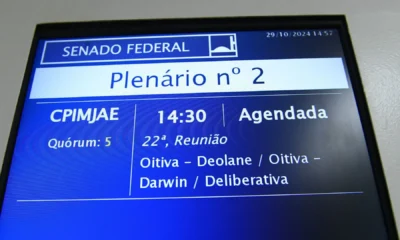 29/10/2024 14:57
SENADO FEDERAL
Plenário nº 2
CPIMJAE 14:30 Agendada
Quórum: 5 22ª, Reunião
Oitiva - Deolane / Oitiva -
Darwin / Deliberativa